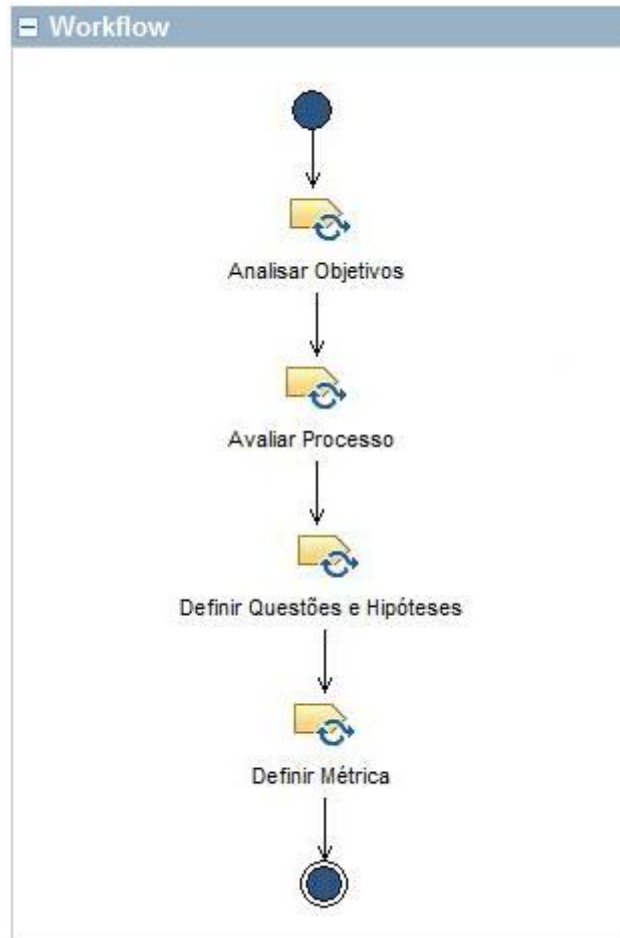 Workflow
Analisar Objetivos
Avaliar Processo
Definir Questões e Hipóteses
Definir Métrica